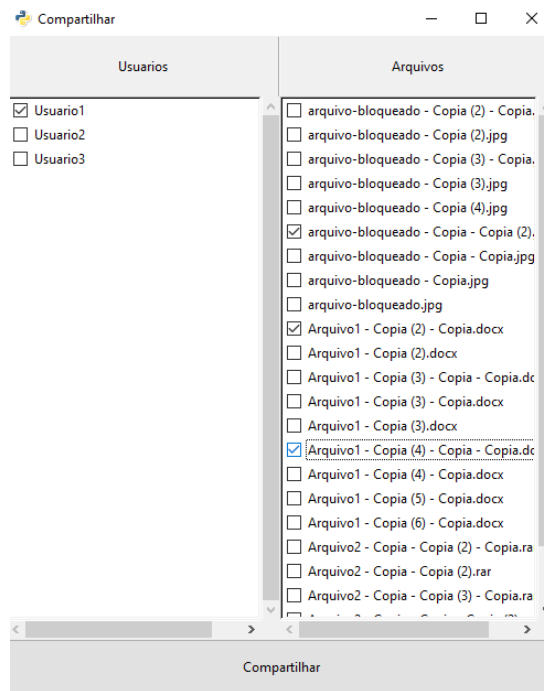 Compartilhar
Usuarios
Arquivos
Usuario1
Usuario2
Usuario3
arquivo-bloqueado - Copia (2) - Copia.
arquivo-bloqueado - Copia (2).jpg
arquivo-bloqueado - Copia (3) - Copia.
arquivo-bloqueado - Copia (3).jpg
arquivo-bloqueado - Copia (4).jpg
arquivo-bloqueado - Copia - Copia (2).
arquivo-bloqueado - Copia - Copia.jpg
arquivo-bloqueado - Copia.jpg
arquivo-bloqueado.jpg
Arquivo1 - Copia (2) - Copia.docx
Arquivo1 - Copia (2).docx
Arquivo1 - Copia (3) - Copia - Copia.dc
Arquivo1 - Copia (3) - Copia.docx
Arquivo1 - Copia (3).docx
Arquivo1 - Copia (4) - Copia - Copia.dc
Arquivo1 - Copia (4) - Copia.docx
Arquivo1 - Copia (5) - Copia.docx
Arquivo1 - Copia (6) - Copia.docx
Arquivo2 - Copia - Copia (2) - Copia.ra
Arquivo2 - Copia - Copia (2).rar
Arquivo2 - Copia - Copia (3) - Copia.ra
Compartilhar